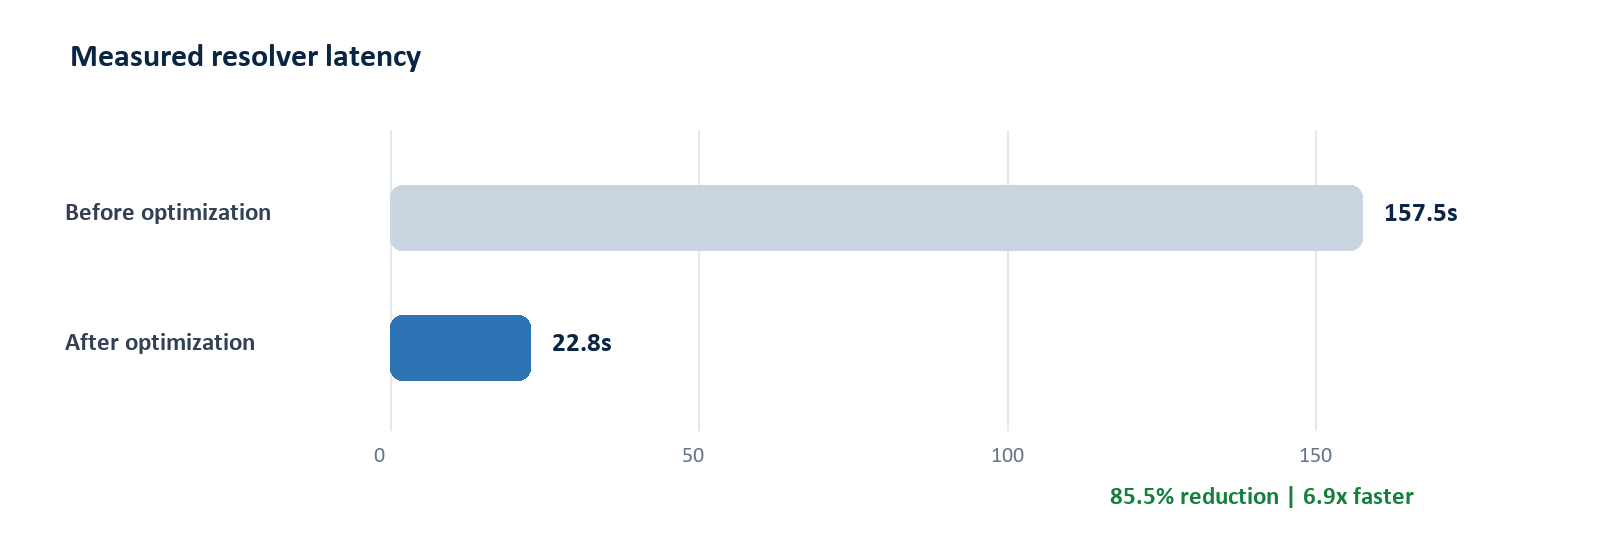 Measured resolver latency
Before optimization 157.5s
After optimization 22.8s
0 50 100 150
85.5% reduction | 6.9x faster